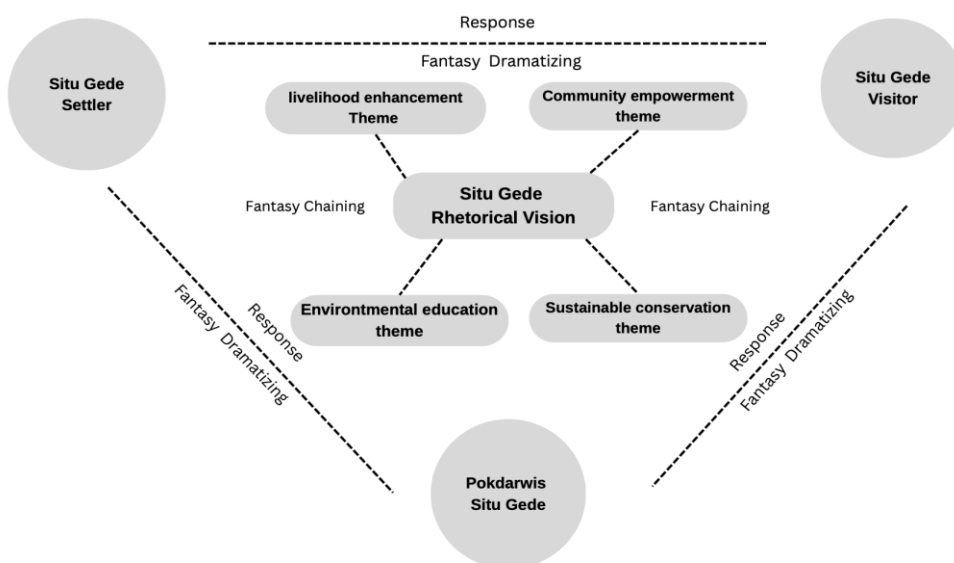 Response
Fantasy Dramatizing
Situ Gede
Settler
Situ Gede
Visitor
livelihood enhancement
Theme
Community empowerment
theme
Fantasy Chaining
Situ Gede
Rhetorical Vision
Fantasy Chaining
Environtmental education
theme
Sustainable conservation
theme
Response
Fantasy Dramatizing
Response
Fantasy Dramatizing
Pokdarwis
Situ Gede